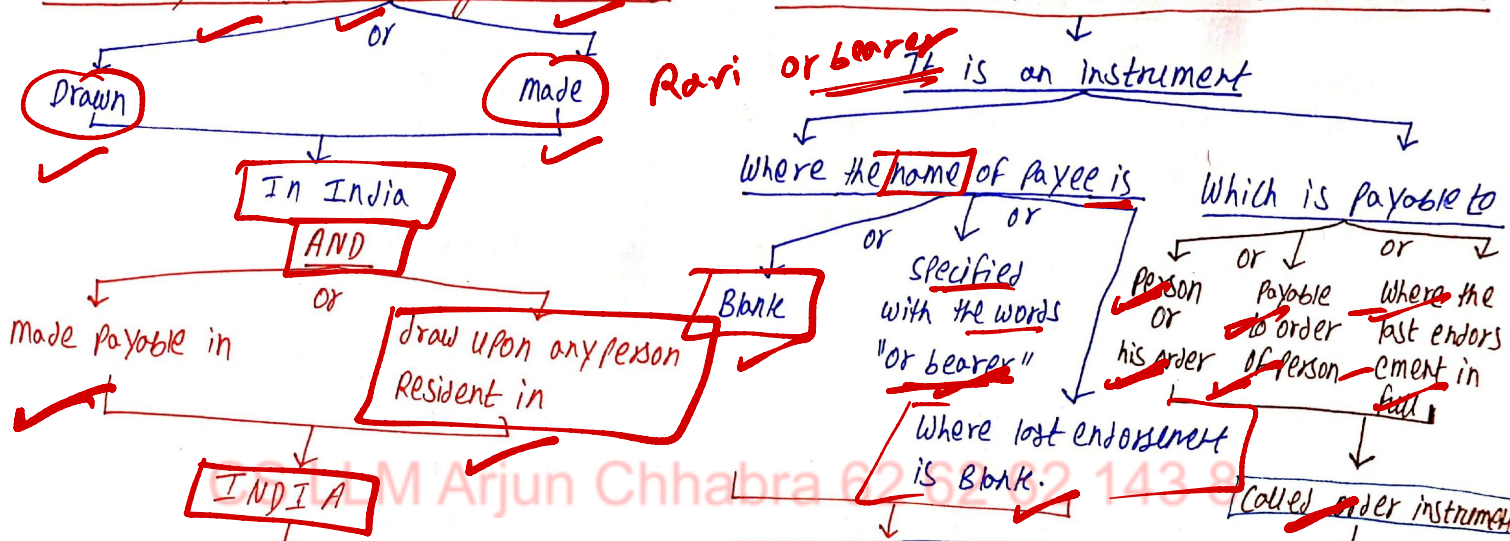 or
Drawn
made
In India
AND
or
made payable in
draw upon any person
Resident in
INDIA
Ravi or bearer
It is an instrument
Where the name of payee is
or
or
Blank
specified
with the words
"or bearer"
Where last endorsement
is Blank.
Which is payable to
or
or
person
or
his order
payable
to order
of person
where the
last endors
ement in
full
Called order instrument
CS LLM Arjun Chhabra 62 62 62 143 8